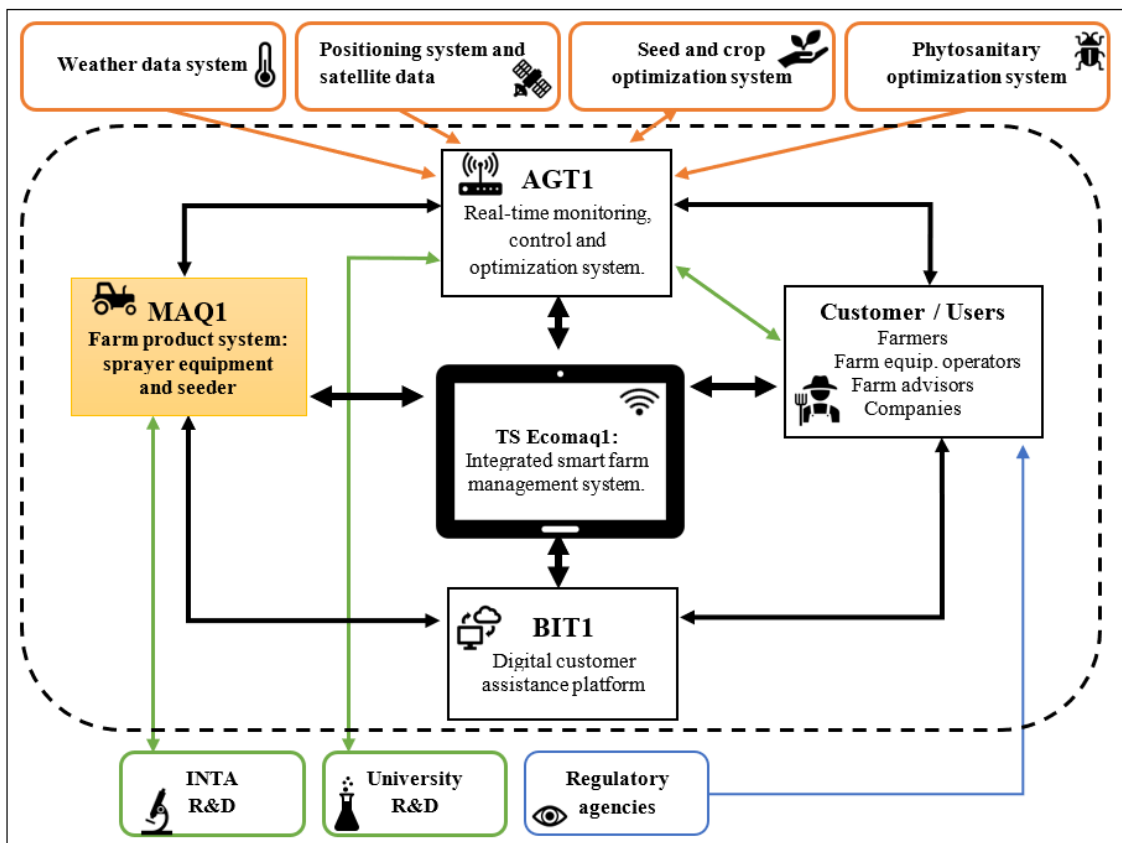 Weather data system
Positioning system and
satellite data
Seed and crop
optimization system
Phytosanitary
optimization system
AGT1
Real-time monitoring,
control and
optimization system.
MAQ1
Farm product system:
sprayer equipment
and seeder
Customer / Users
Farmers
Farm equip. operators
Farm advisors
Companies
TS Ecomaq1:
Integrated smart farm
management system.
BIT1
Digital customer
assistance platform
INTA
R&D
University
R&D
Regulatory
agencies